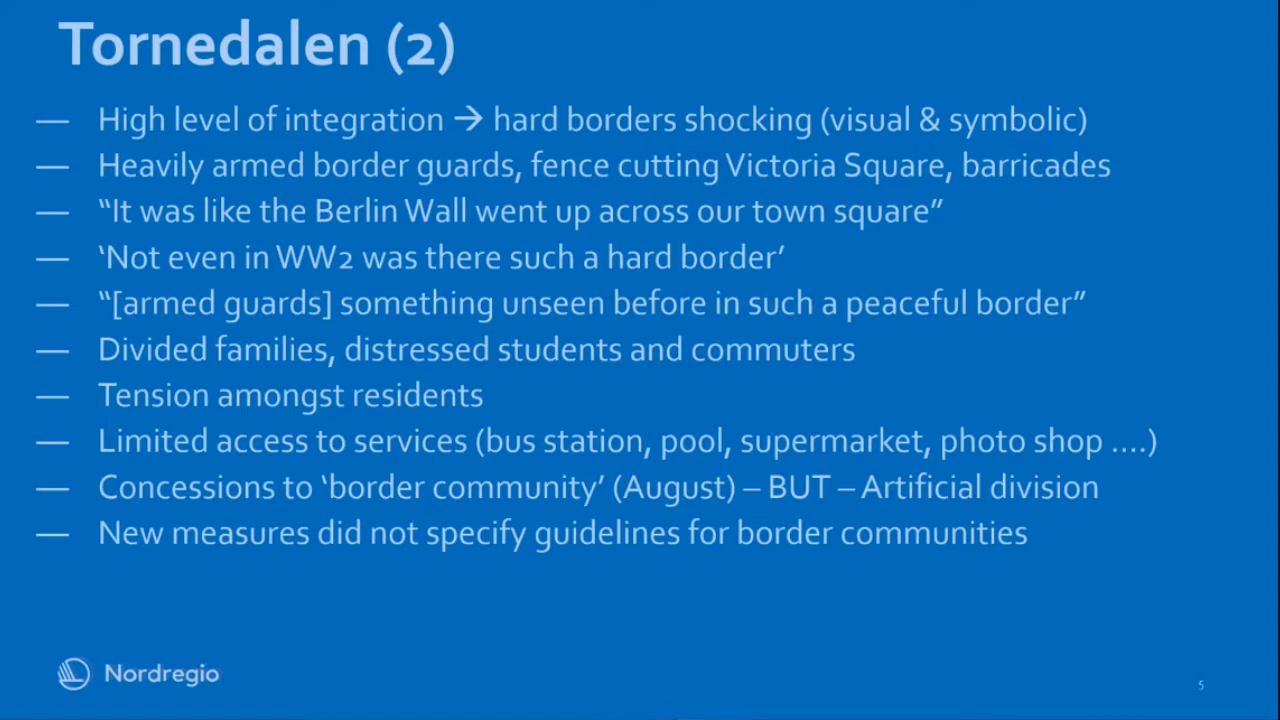 Tornedalen (2)
— High level of integration → hard borders shocking (visual & symbolic)
— Heavily armed border guards, fence cutting Victoria Square, barricades
— “It was like the Berlin Wall went up across our town square”
— ‘Not even in WW2 was there such a hard border’
— “[armed guards] something unseen before in such a peaceful border”
— Divided families, distressed students and commuters
— Tension amongst residents
— Limited access to services (bus station, pool, supermarket, photo shop ....)
— Concessions to ‘border community’ (August) – BUT – Artificial division
— New measures did not specify guidelines for border communities
Nordregio
5